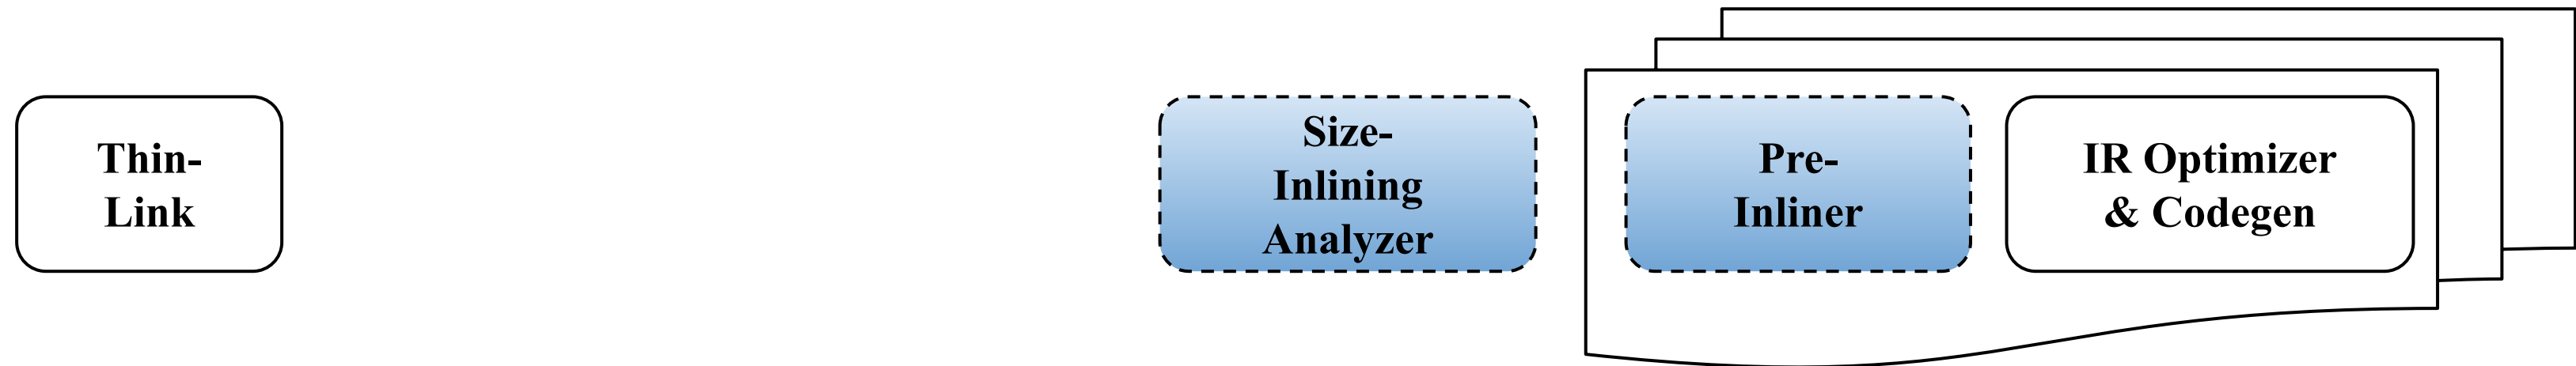 Thin-
Link
Size-
Inlining
Analyzer
Pre-
Inliner
IR Optimizer
& Codegen